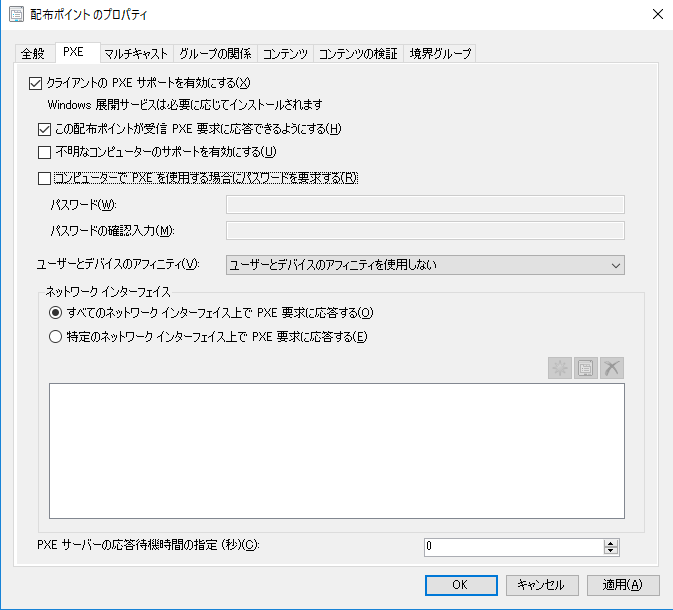 配布ポイント のプロパティ
全般 PXE マルチキャスト グループの関係 コンテンツ コンテンツの検証 境界グループ
クライアントの PXE サポートを有効にする(X)
Windows 展開サービスは必要に応じてインストールされます
この配布ポイントが受信 PXE 要求に応答できるようにする(H)
不明なコンピューターのサポートを有効にする(U)
コンピューターで PXE を使用する場合にパスワードを要求する(R)
パスワード(W):
パスワードの確認入力(M):
ユーザーとデバイスのアフィニティ(V): ユーザーとデバイスのアフィニティを使用しない
ネットワーク インターフェイス
すべてのネットワーク インターフェイス上で PXE 要求に応答する(O)
特定のネットワーク インターフェイス上で PXE 要求に応答する(E)
PXE サーバーの応答待機時間の指定 (秒)(C): 0
OK キャンセル 適用(A)